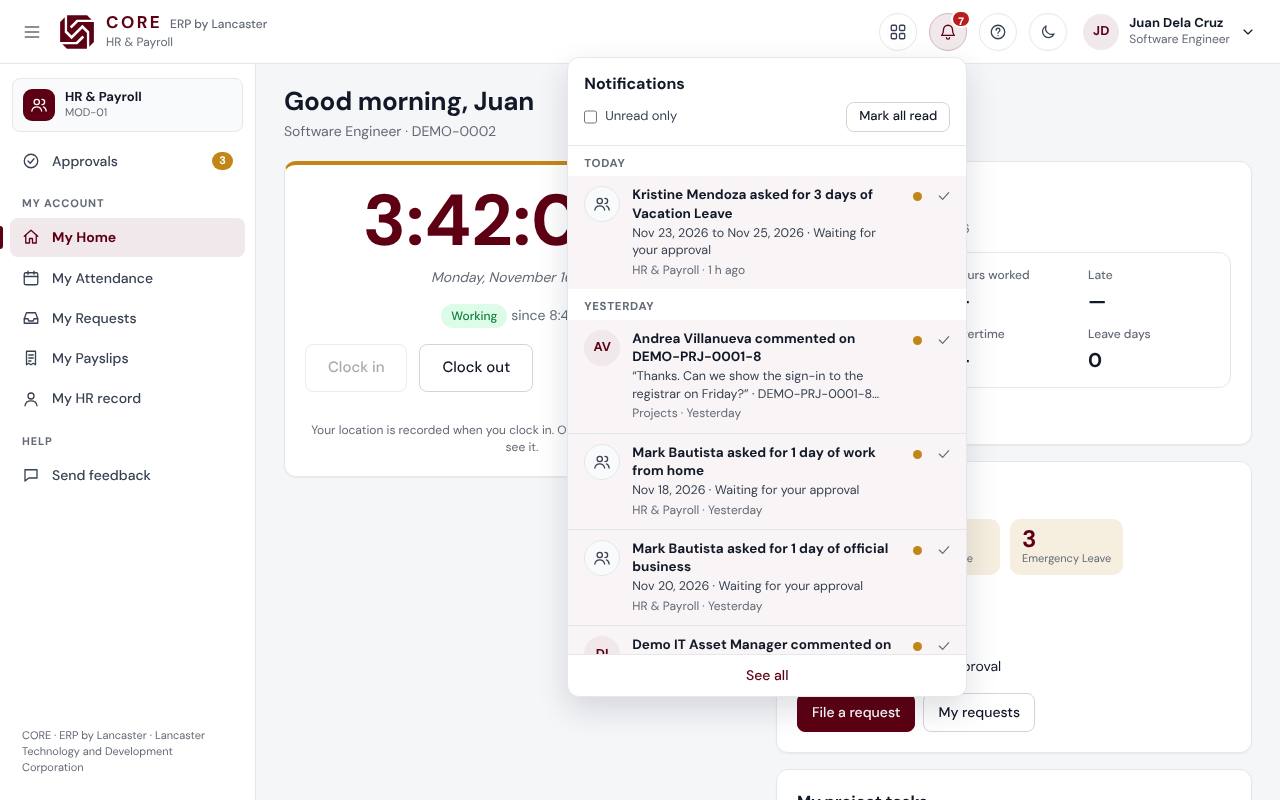 CORE ERP by Lancaster
HR & Payroll
7
JD
Juan Dela Cruz
Software Engineer
HR & Payroll
MOD-01
Approvals
3
MY ACCOUNT
My Home
My Attendance
My Requests
My Payslips
My HR record
HELP
Send feedback
CORE · ERP by Lancaster · Lancaster
Technology and Development
Corporation
Good morning, Juan
Software Engineer · DEMO-0002
3:42:
Monday, November
Working since 8:4
Clock in
Clock out
Your location is recorded when you clock in.
see it.
Notifications
Unread only
Mark all read
TODAY
Kristine Mendoza asked for 3 days of
Vacation Leave
Nov 23, 2026 to Nov 25, 2026 · Waiting for
your approval
HR & Payroll · 1 h ago
YESTERDAY
AV
Andrea Villanueva commented on
DEMO-PRJ-0001-8
“Thanks. Can we show the sign-in to the
registrar on Friday?” · DEMO-PRJ-0001-8…
Projects · Yesterday
Mark Bautista asked for 1 day of work
from home
Nov 18, 2026 · Waiting for your approval
HR & Payroll · Yesterday
Mark Bautista asked for 1 day of official
business
Nov 20, 2026 · Waiting for your approval
HR & Payroll · Yesterday
Demo IT Asset Manager commented on
See all
worked
Late
—
Leave days
0
3
Emergency Leave
File a request
My requests
My project tasks